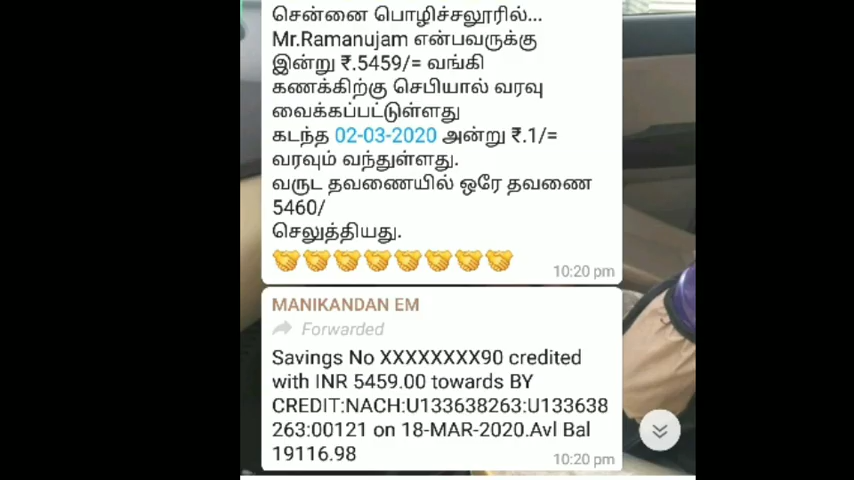 சென்னை பொழிச்சலூரில்...
Mr.Ramanujam என்பவருக்கு
இன்று ₹.5459/= வங்கி
கணக்கிற்கு செபியால் வரவு
வைக்கப்பட்டுள்ளது
கடந்த 02-03-2020 அன்று ₹.1/=
வரவும் வந்துள்ளது.
வருட தவணையில் ஒரே தவணை
5460/
செலுத்தியது.
🤝🤝🤝🤝🤝🤝🤝🤝
10:20 pm
MANIKANDAN EM
Forwarded
Savings No XXXXXXXX90 credited
with INR 5459.00 towards BY
CREDIT:NACH:U133638263:U133638
263:00121 on 18-MAR-2020.Avl Bal
19116.98
10:20 pm